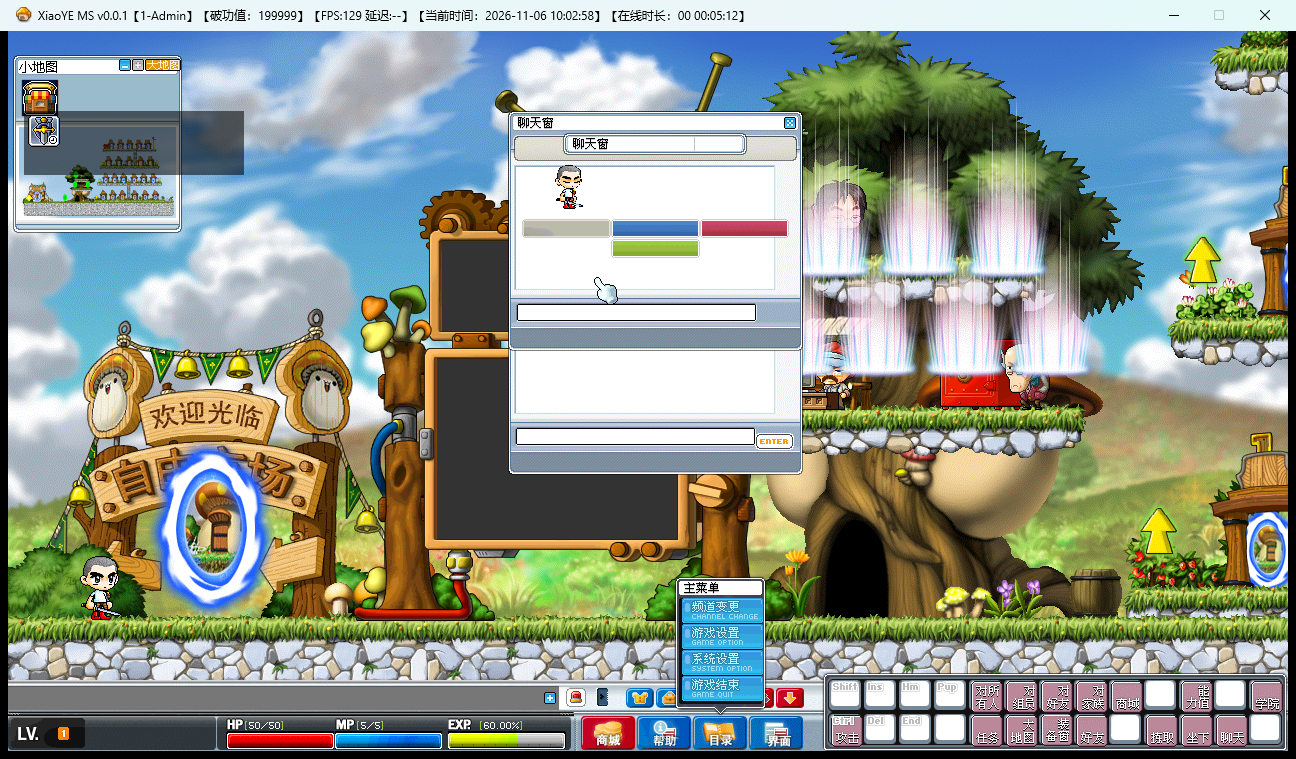 XiaoYE MS v0.0.1【1-Admin】【破功值：199999】【FPS:129 延迟:--】【当前时间：2026-11-06 10:02:58】【在线时长：00 00:05:12】
小地图
大地图
聊天窗
聊天窗
欢迎光临
自由市场
ENTER
主菜单
频道变更
CHANNEL CHANGE
游戏设置
GAME OPTION
系统设置
SYSTEM OPTION
游戏结束
GAME QUIT
LV. 1
HP [50/50]
MP [5/5]
EXP. [60.00%]
商城
帮助
目录
界面
Shift
Ins
Hm
Pup
对所有人
对组员
对好友
对家族
商城
能力值
学院
Ctrl
攻击
Del
End
任务
大地图
装备窗
好友
拣取
坐下
聊天